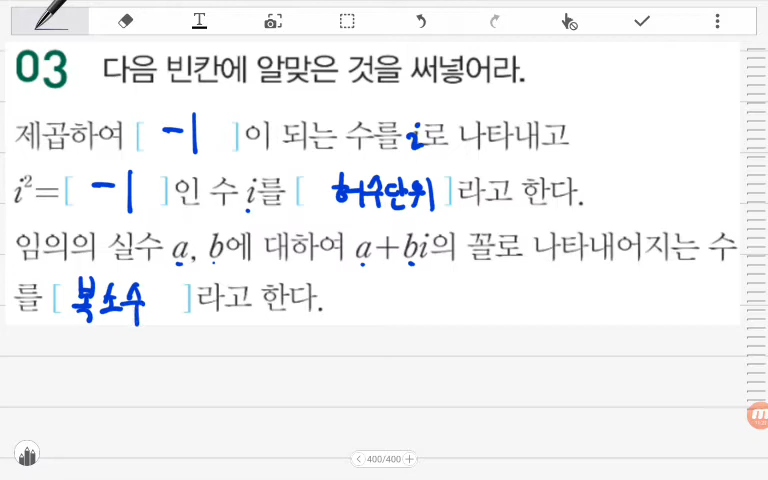 T
03 다음 빈칸에 알맞은 것을 써넣어라.
제곱하여 [ -1 ]이 되는 수를 i로 나타내고
i²=[ -1 ]인 수 i를 [ 허수단위 ]라고 한다.
임의의 실수 a, b에 대하여 a+bi의 꼴로 나타내어지는 수
를 [ 복소수 ]라고 한다.
< 400/400 +